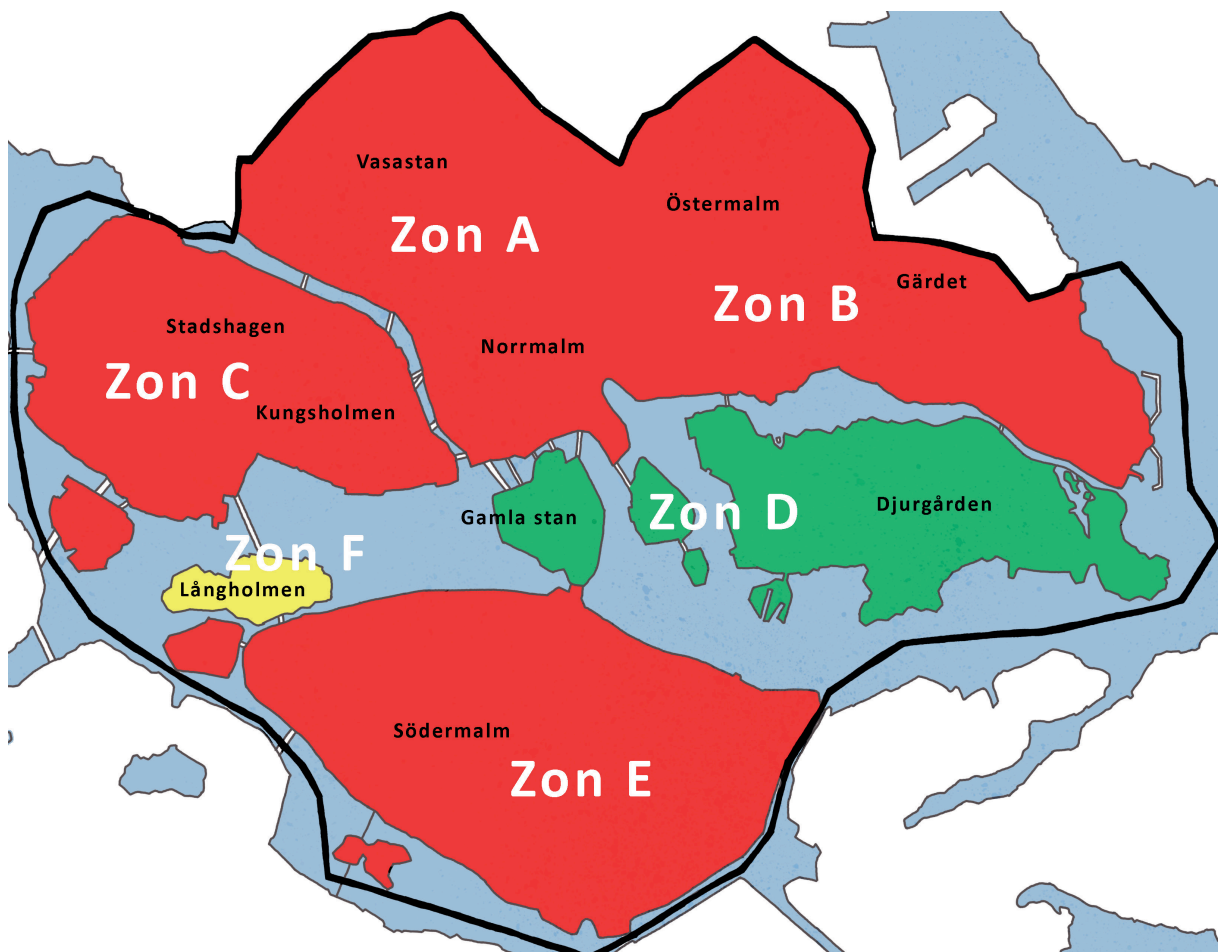 Vasastan
Östermalm
Zon A
Gärdet
Zon B
Stadshagen
Norrmalm
Zon C
Kungsholmen
Djurgården
Zon D
Gamla stan
Zon F
Långholmen
Södermalm
Zon E